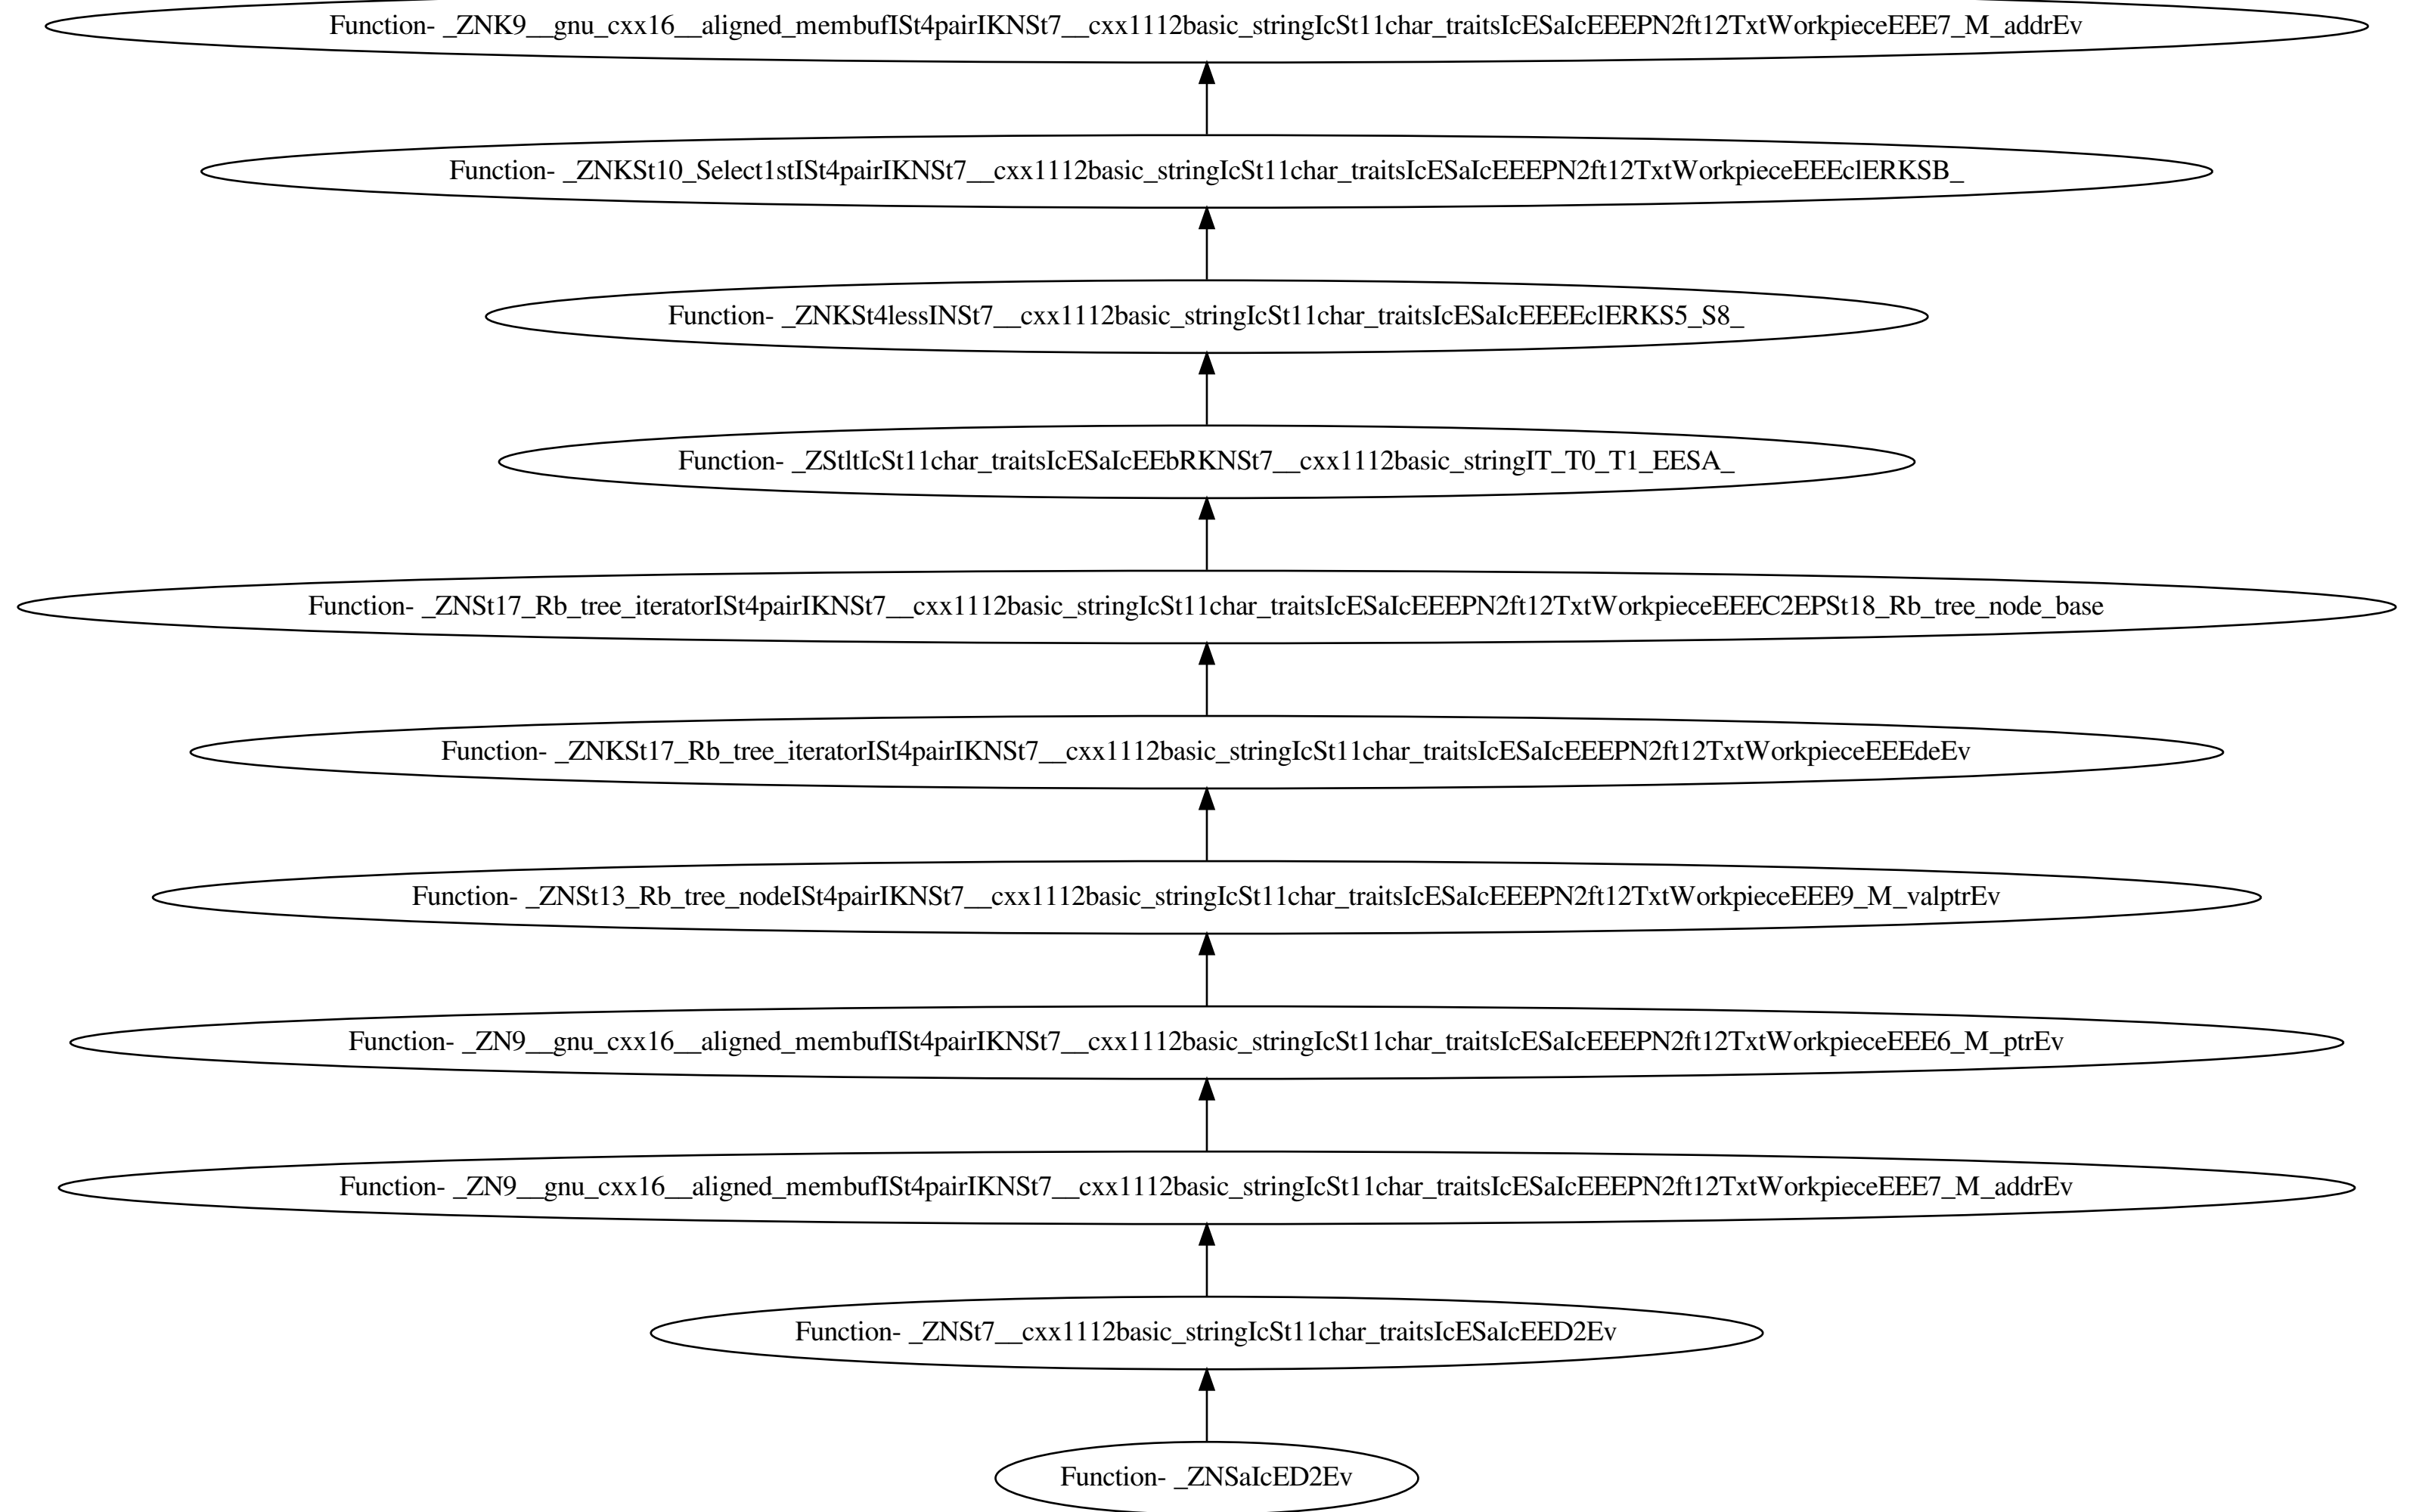 Function- _ZNK9__gnu_cxx16__aligned_membufISt4pairIKNSt7__cxx1112basic_stringIcSt11char_traitsIcESaIcEEEPN2ft12TxtWorkpieceEEE7_M_addrEv
Function- _ZNKSt10_Select1stISt4pairIKNSt7__cxx1112basic_stringIcSt11char_traitsIcESaIcEEEPN2ft12TxtWorkpieceEEEclERKSB_
Function- _ZNKSt4lessINSt7__cxx1112basic_stringIcSt11char_traitsIcESaIcEEEEclERKS5_S8_
Function- _ZStltIcSt11char_traitsIcESaIcEEbRKNSt7__cxx1112basic_stringIT_T0_T1_EESA_
Function- _ZNSt17_Rb_tree_iteratorISt4pairIKNSt7__cxx1112basic_stringIcSt11char_traitsIcESaIcEEEPN2ft12TxtWorkpieceEEEC2EPSt18_Rb_tree_node_base
Function- _ZNKSt17_Rb_tree_iteratorISt4pairIKNSt7__cxx1112basic_stringIcSt11char_traitsIcESaIcEEEPN2ft12TxtWorkpieceEEEdeEv
Function- _ZNSt13_Rb_tree_nodeISt4pairIKNSt7__cxx1112basic_stringIcSt11char_traitsIcESaIcEEEPN2ft12TxtWorkpieceEEE9_M_valptrEv
Function- _ZN9__gnu_cxx16__aligned_membufISt4pairIKNSt7__cxx1112basic_stringIcSt11char_traitsIcESaIcEEEPN2ft12TxtWorkpieceEEE6_M_ptrEv
Function- _ZN9__gnu_cxx16__aligned_membufISt4pairIKNSt7__cxx1112basic_stringIcSt11char_traitsIcESaIcEEEPN2ft12TxtWorkpieceEEE7_M_addrEv
Function- _ZNSt7__cxx1112basic_stringIcSt11char_traitsIcESaIcEED2Ev
Function- _ZNSaIcED2Ev